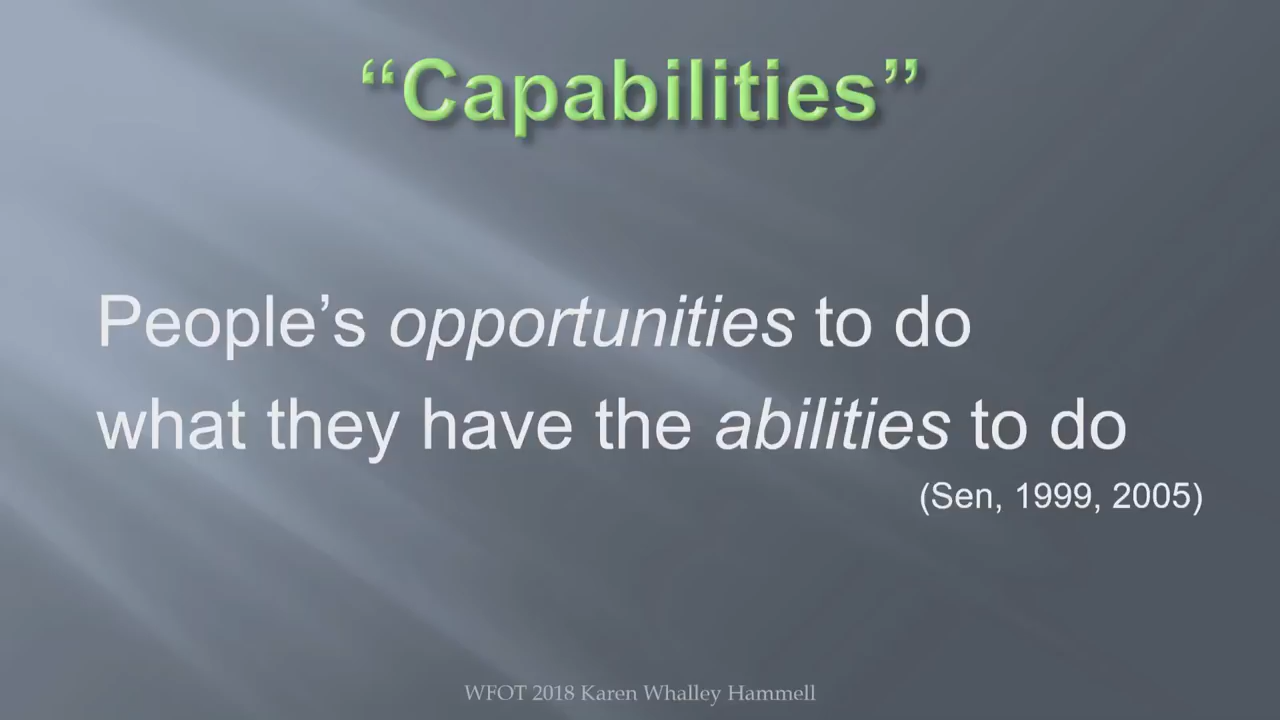 “Capabilities”
People’s opportunities to do
what they have the abilities to do
(Sen, 1999, 2005)
WFOT 2018 Karen Whalley Hammell